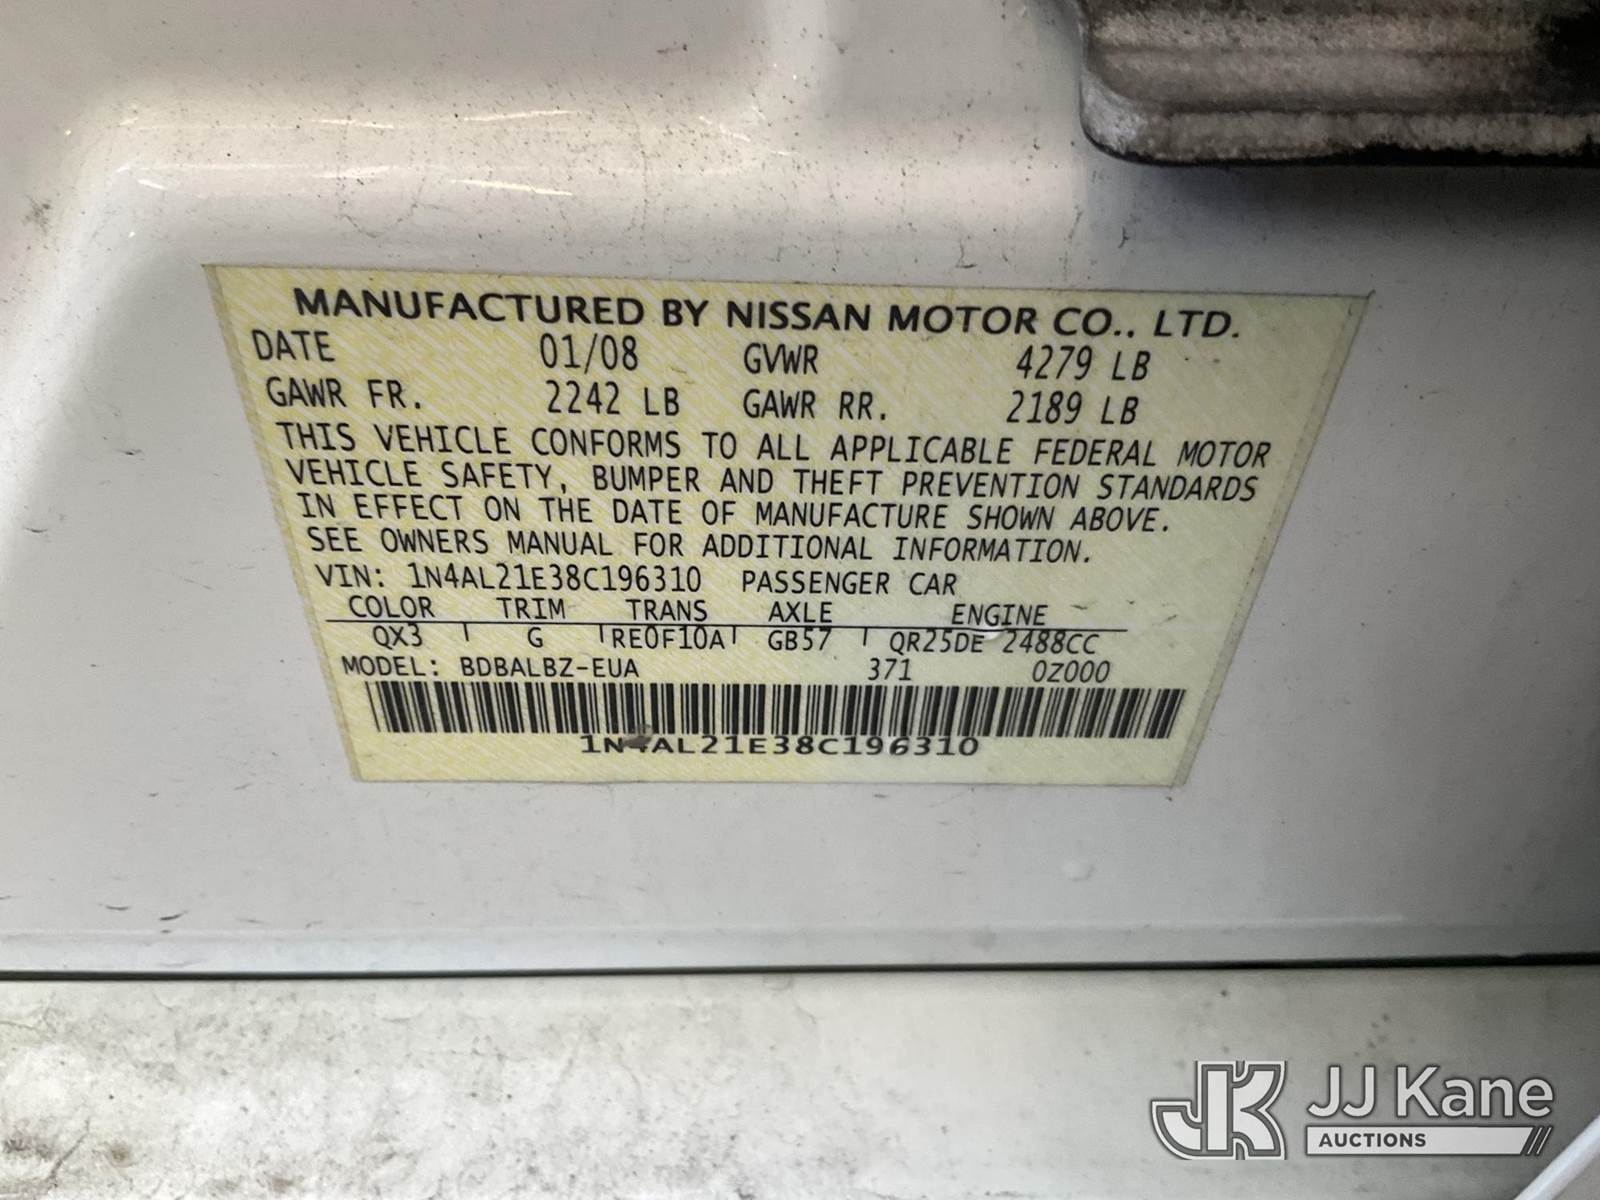 MANUFACTURED BY NISSAN MOTOR CO., LTD.
DATE 01/08 GVWR 4279 LB
GAWR FR. 2242 LB GAWR RR. 2189 LB
THIS VEHICLE CONFORMS TO ALL APPLICABLE FEDERAL MOTOR
VEHICLE SAFETY, BUMPER AND THEFT PREVENTION STANDARDS
IN EFFECT ON THE DATE OF MANUFACTURE SHOWN ABOVE.
SEE OWNERS MANUAL FOR ADDITIONAL INFORMATION.
VIN: 1N4AL21E38C196310 PASSENGER CAR
COLOR TRIM TRANS AXLE ENGINE
QX3 G RE0F10A GB57 QR25DE 2488CC
MODEL: BDBALBZ-EUA 371 0Z000
1N4AL21E38C196310
JK JJ Kane
AUCTIONS